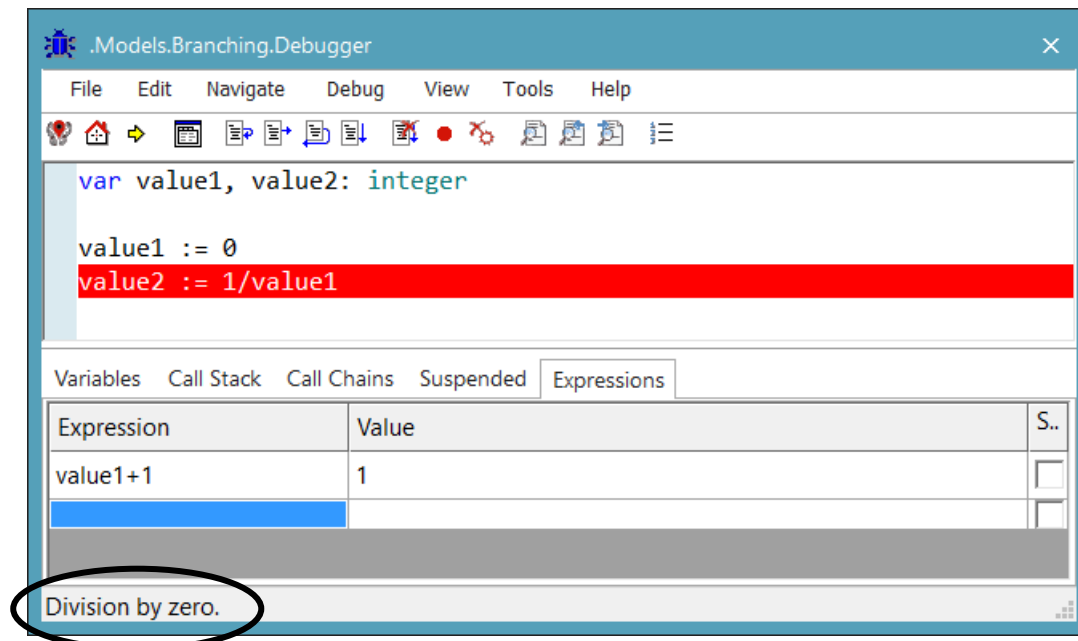 .Models.Branching.Debugger
File Edit Navigate Debug View Tools Help
var value1, value2: integer
value1 := 0
value2 := 1/value1
Variables Call Stack Call Chains Suspended Expressions
Expression Value S..
value1+1 1
Division by zero.